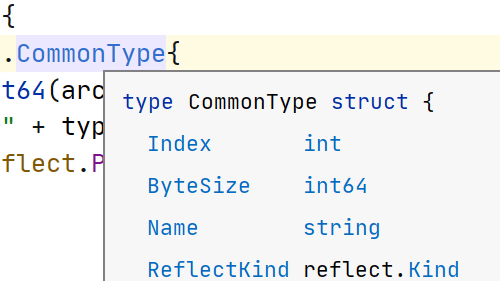 {
.CommonType{
t64(arc
" + typ
flect.P
type CommonType struct {
Index int
ByteSize int64
Name string
ReflectKind reflect.Kind